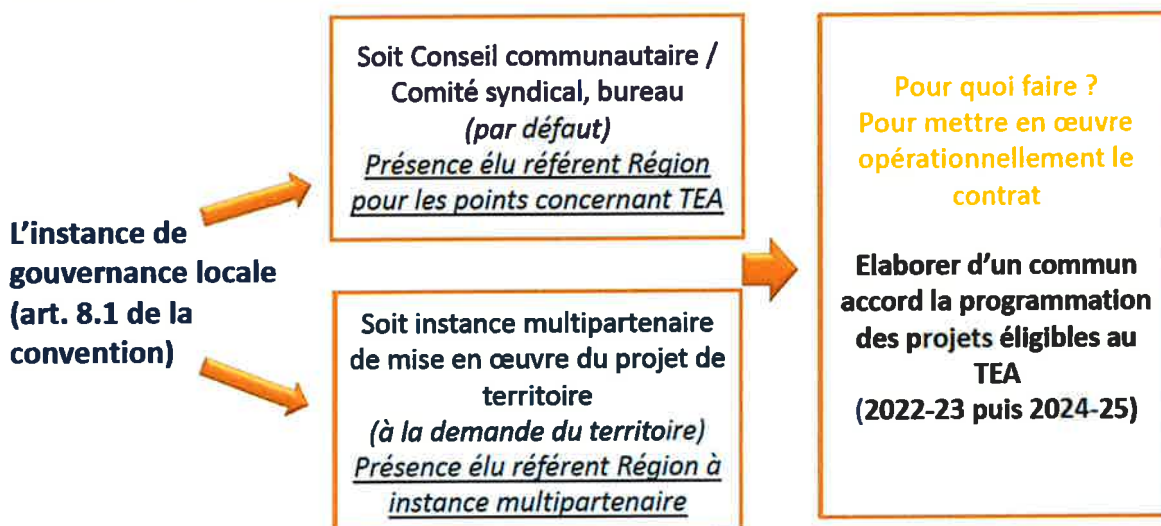 L'instance de
gouvernance locale
(art. 8.1 de la
convention)
Soit Conseil communautaire /
Comité syndical, bureau
(par défaut)
Présence élu référent Région
pour les points concernant TEA
Soit instance multipartenaire
de mise en œuvre du projet de
territoire
(à la demande du territoire)
Présence élu référent Région à
instance multipartenaire
Pour quoi faire ?
Pour mettre en œuvre
opérationnellement le
contrat
Elaborer d'un commun
accord la programmation
des projets éligibles au
TEA
(2022-23 puis 2024-25)